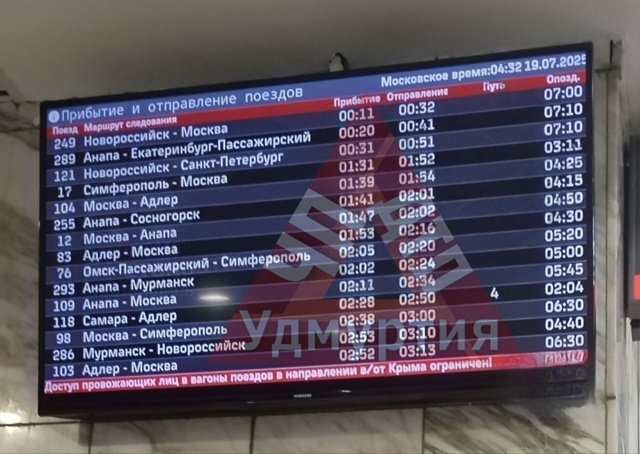 Прибытие и отправление поездов Московское время:04:32 19.07.2025
Поезд Маршрут следования Прибытие Отправление Путь Опозд.
249 Новороссийск - Москва 00:11 00:32 07:00
289 Анапа - Екатеринбург-Пассажирский 00:20 00:41 07:10
121 Новороссийск - Санкт-Петербург 00:31 00:51 07:10
17 Симферополь - Москва 01:31 01:52 03:11
104 Москва - Адлер 01:39 01:54 04:25
255 Анапа - Сосногорск 01:41 02:01 04:15
12 Москва - Анапа 01:47 02:02 04:50
83 Адлер - Москва 01:53 02:16 04:30
76 Омск-Пассажирский - Симферополь 02:05 02:20 05:20
293 Анапа - Мурманск 02:02 02:24 05:00
109 Анапа - Москва 02:11 02:34 05:45
118 Самара - Адлер 02:28 02:50 4 02:04
98 Москва - Симферополь 02:38 03:00 06:30
286 Мурманск - Новороссийск 02:53 03:10 04:40
103 Адлер - Москва 02:52 03:13 06:30
Доступ провожающих лиц в вагоны поездов в направлении в/от Крыма ограничен!
Удмуртия